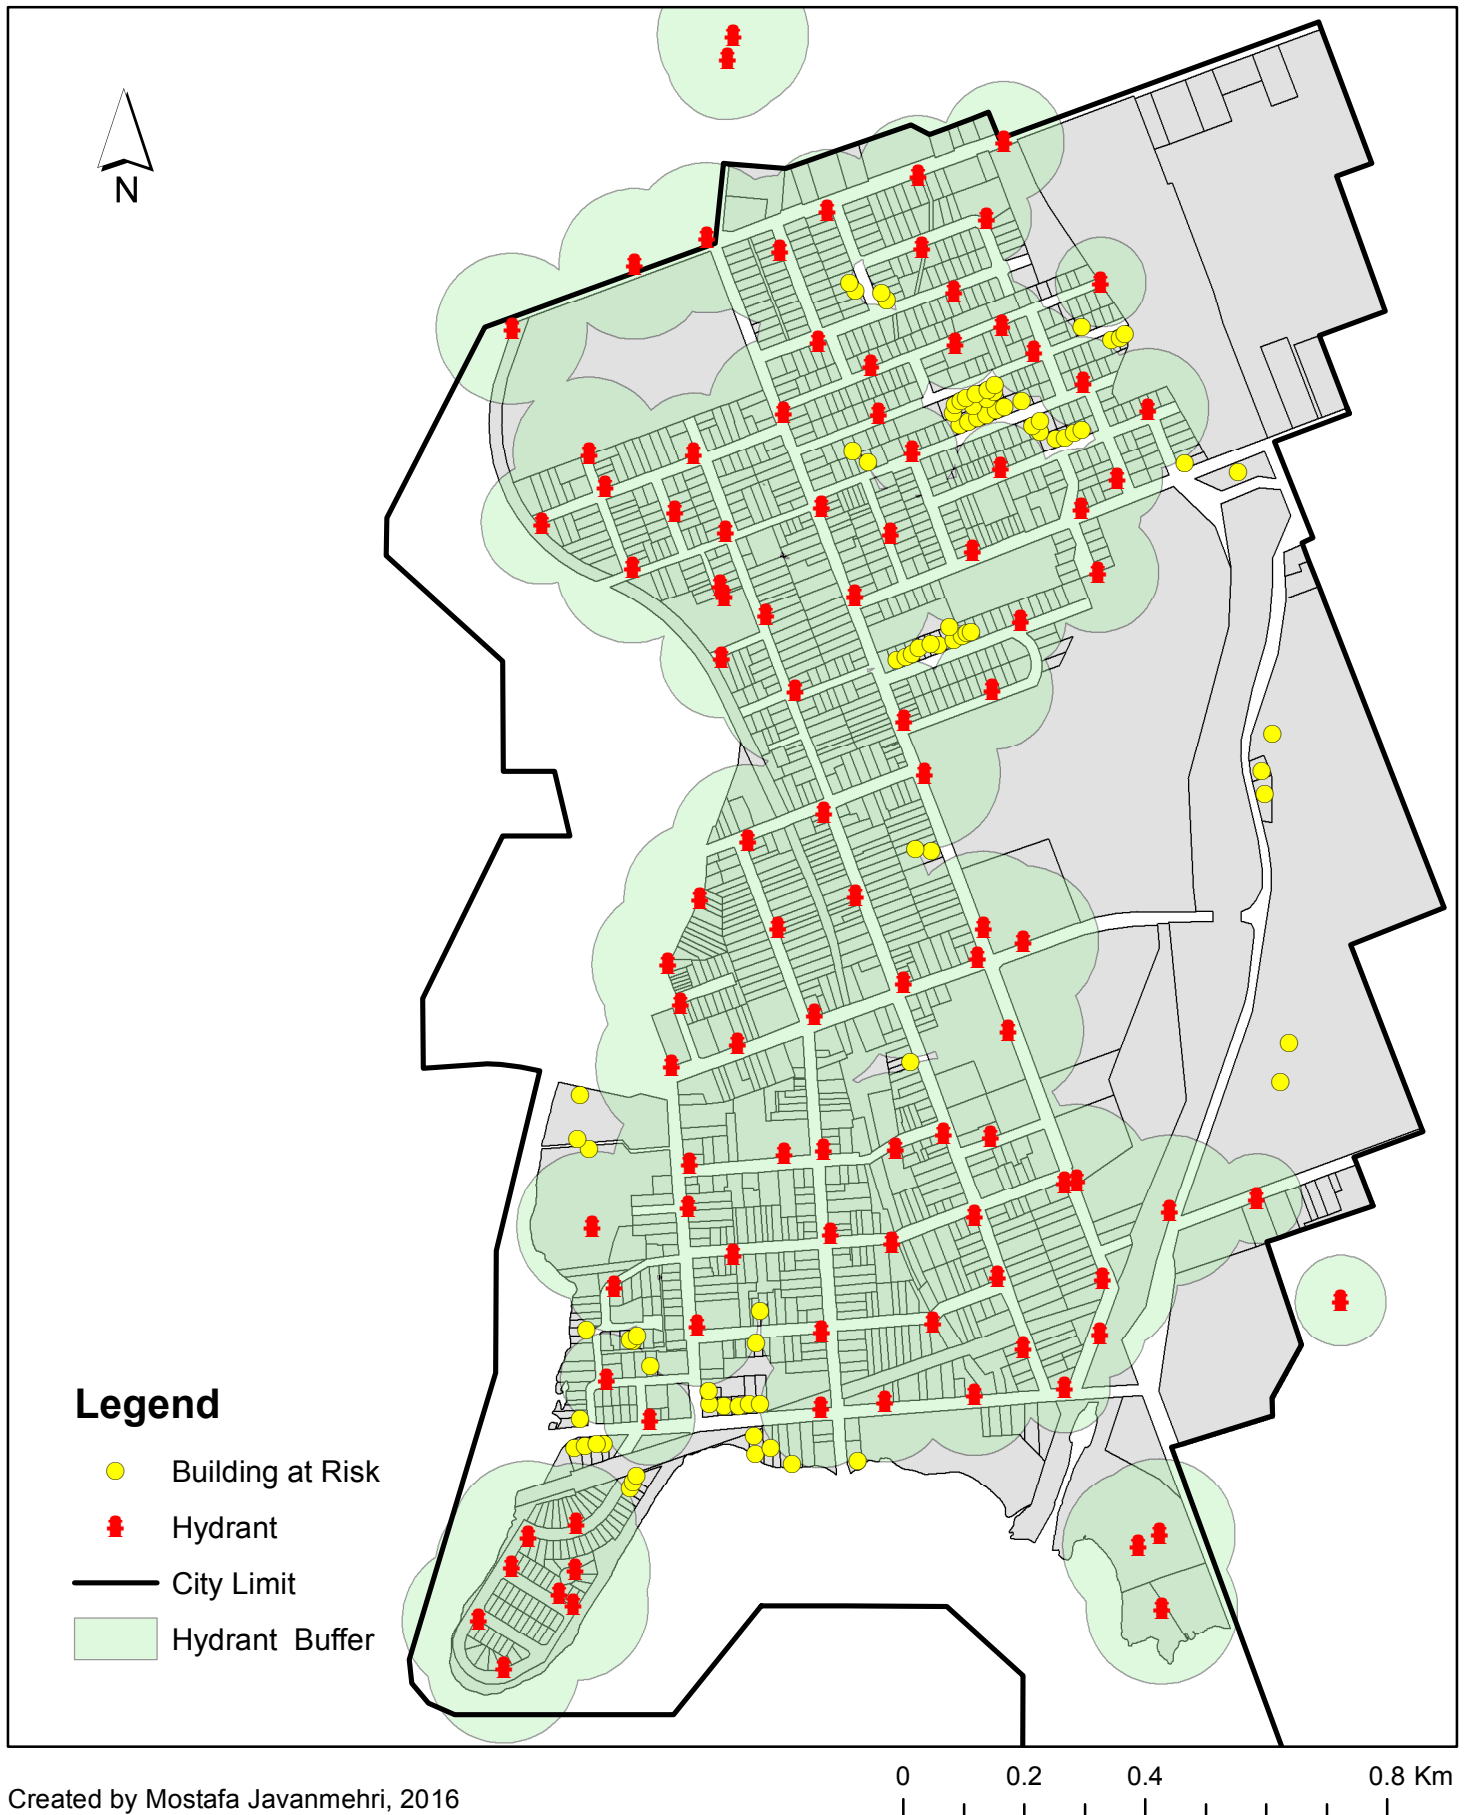 N
Legend
Building at Risk
Hydrant
City Limit
Hydrant Buffer
Created by Mostafa Javanmehri, 2016
0 0.2 0.4 0.8 Km